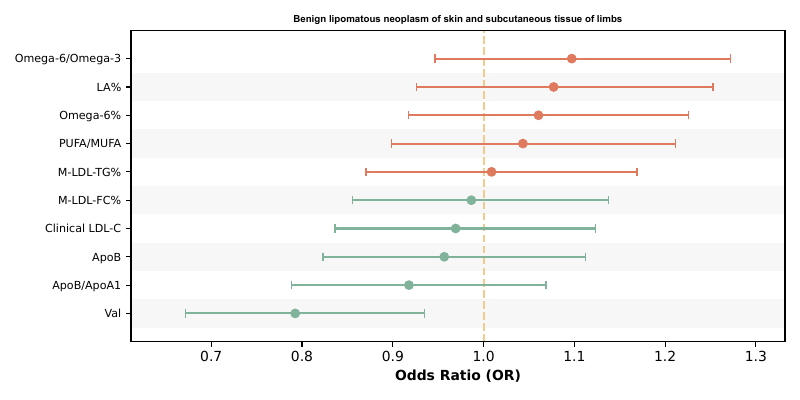 Benign lipomatous neoplasm of skin and subcutaneous tissue of limbs
Omega-6/Omega-3
LA%
Omega-6%
PUFA/MUFA
M-LDL-TG%
M-LDL-FC%
Clinical LDL-C
ApoB
ApoB/ApoA1
Val
0.7 0.8 0.9 1.0 1.1 1.2 1.3
Odds Ratio (OR)